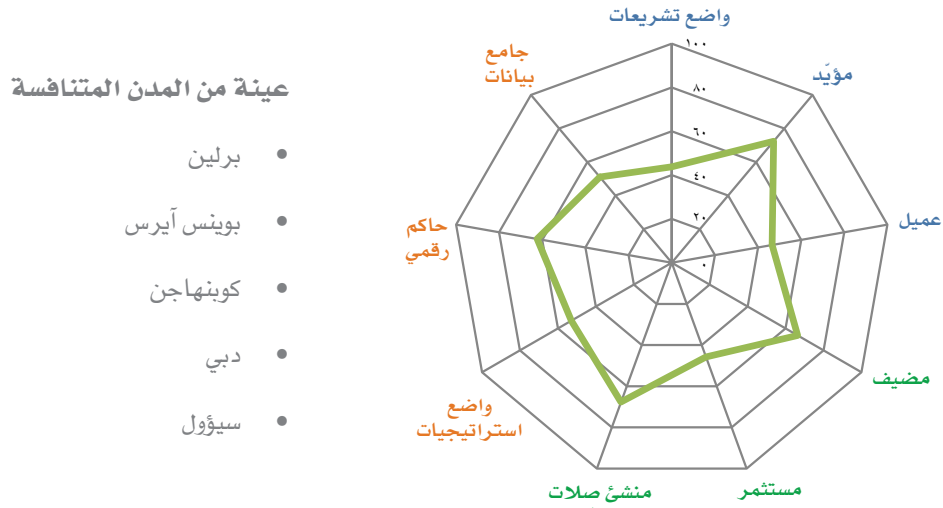 عينة من المدن المتنافسة
• برلين
• بوينس آيرس
• كوبنهاجن
• دبي
• سيؤول
واضع تشريعات
مؤيّد
عميل
مضيف
مستثمر
منشئ صلات
واضع
استراتيجيات
حاكم
رقمي
جامع
بيانات
١٠٠
٨٠
٦٠
٤٠
٢٠
٠